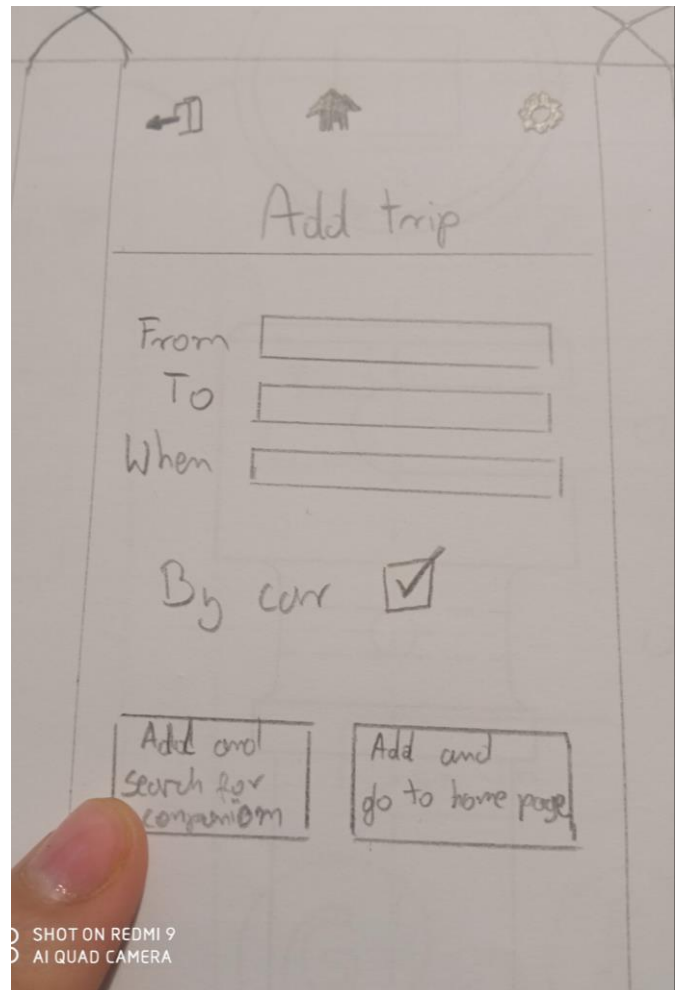 Add trip
From
To
When
By car
Add and
search for
companion
Add and
go to home page
SHOT ON REDMI 9
AI QUAD CAMERA